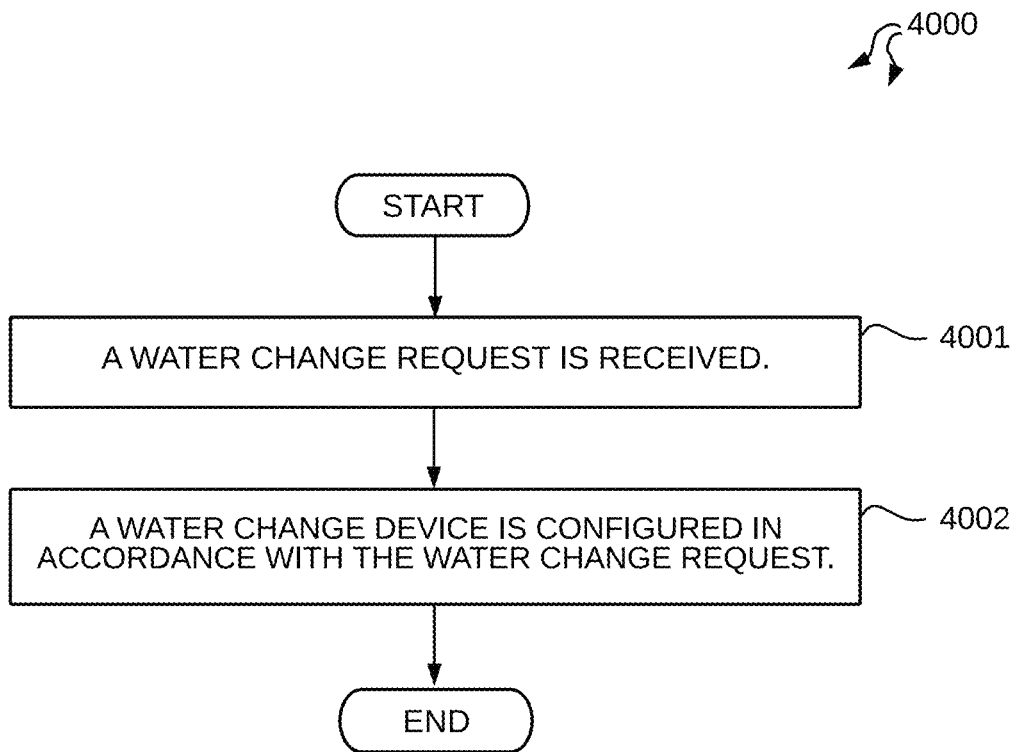 4000
START
A WATER CHANGE REQUEST IS RECEIVED.
4001
A WATER CHANGE DEVICE IS CONFIGURED IN
ACCORDANCE WITH THE WATER CHANGE REQUEST.
4002
END